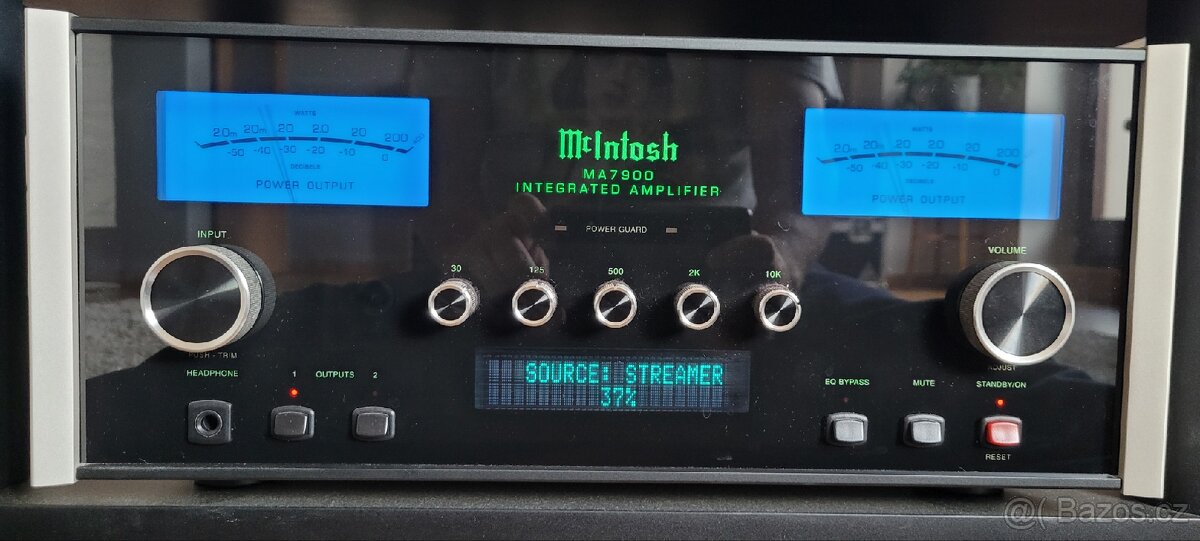 WATTS
2.0m 20m .20 2.0 20 200
-50 -40 -30 -20 -10 0
DECIBELS
POWER OUTPUT
McIntosh
MA7900
INTEGRATED AMPLIFIER
WATTS
2.0m 20m .20 2.0 20 200
-50 -40 -30 -20 -10 0
DECIBELS
POWER OUTPUT
POWER GUARD
INPUT
VOLUME
30 125 500 2K 10K
PUSH - TRIM
ADJUST
SOURCE: STREAMER
37%
HEADPHONE
1 OUTPUTS 2
EQ BYPASS
MUTE
STANDBY/ON
RESET
@( Bazos.cz